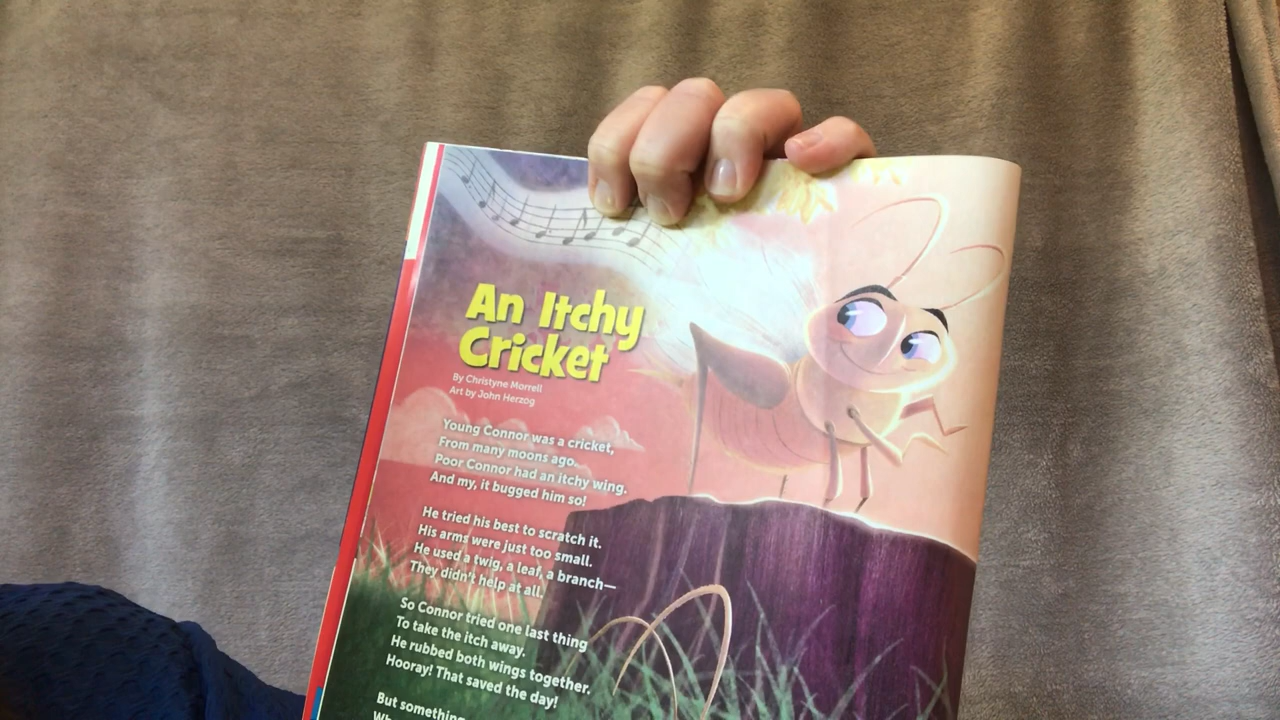 An Itchy
Cricket
By Christyne Morrell
Art by John Herzog
Young Connor was a cricket,
From many moons ago.
Poor Connor had an itchy wing.
And my, it bugged him so!
He tried his best to scratch it.
His arms were just too small.
He used a twig, a leaf, a branch—
They didn't help at all.
So Connor tried one last thing
To take the itch away.
He rubbed both wings together.
Hooray! That saved the day!
But something